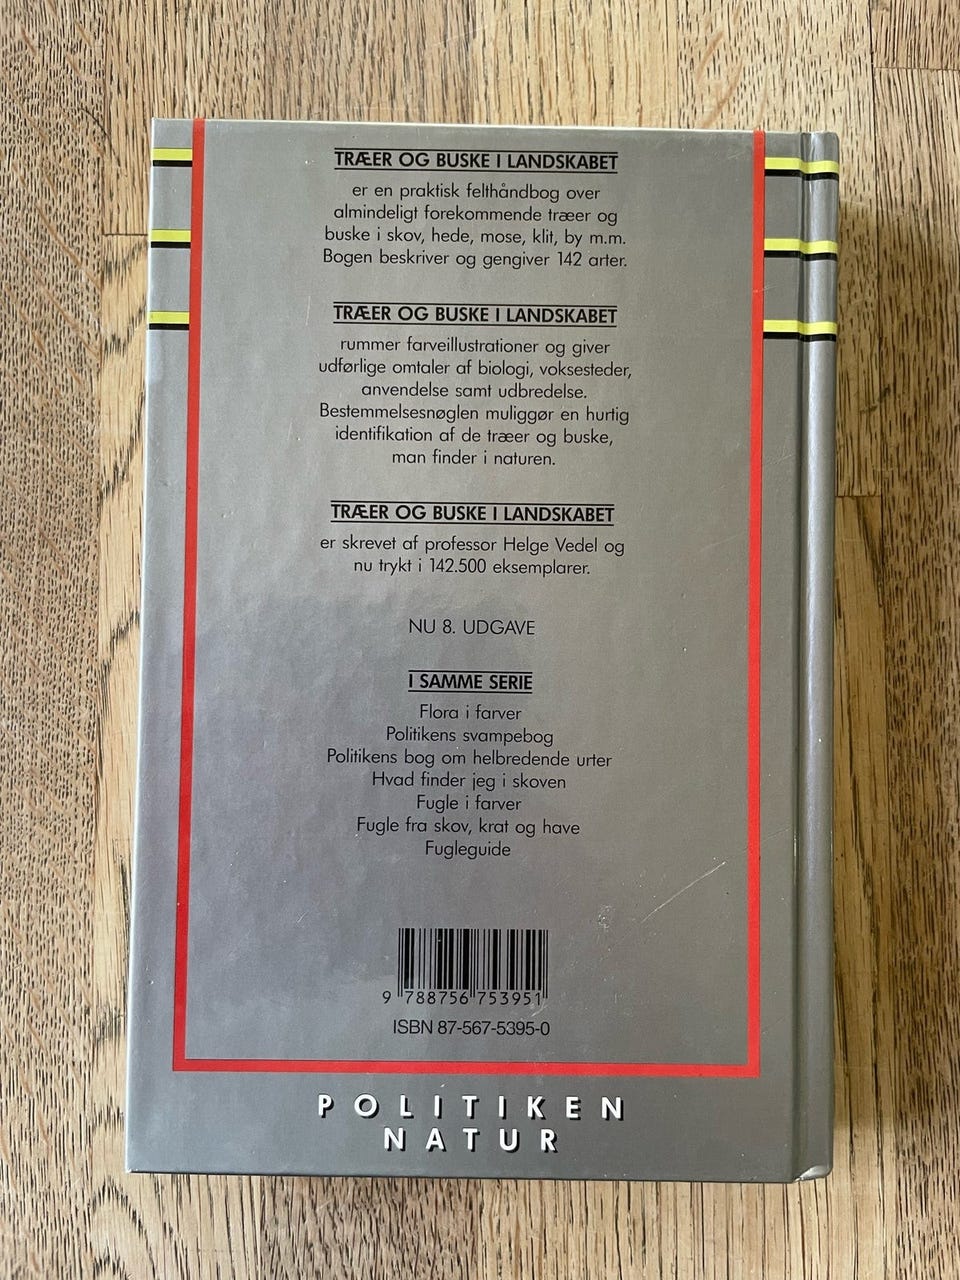 TRÆER OG BUSKE I LANDSKABET
er en praktisk felthåndbog over
almindeligt forekommende træer og
buske i skov, hede, mose, klit, by m.m.
Bogen beskriver og gengiver 142 arter.
TRÆER OG BUSKE I LANDSKABET
rummer farveillustrationer og giver
udførlige omtaler af biologi, voksesteder,
anvendelse samt udbredelse.
Bestemmelsesnøglen muliggør en hurtig
identifikation af de træer og buske,
man finder i naturen.
TRÆER OG BUSKE I LANDSKABET
er skrevet af professor Helge Vedel og
nu trykt i 142.500 eksemplarer.
NU 8. UDGAVE
I SAMME SERIE
Flora i farver
Politikens svampebog
Politikens bog om helbredende urter
Hvad finder jeg i skoven
Fugle i farver
Fugle fra skov, krat og have
Fugleguide
9 788756 753951
ISBN 87-567-5395-0
POLITIKEN
NATUR